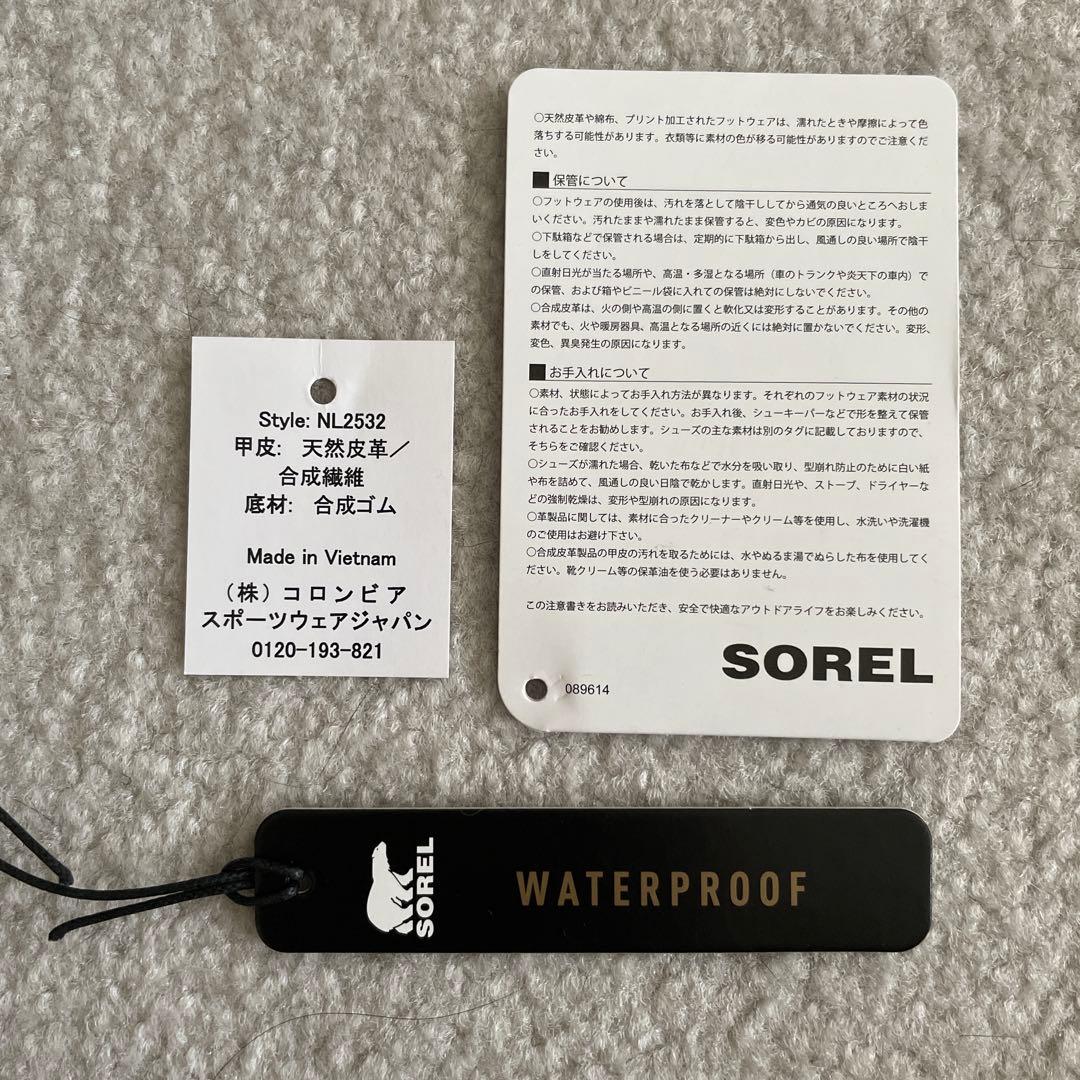 ○天然皮革や綿布、プリント加工されたフットウェアは、濡れたときや摩擦によって色
落ちする可能性があります。衣類等に素材の色が移る可能性がありますのでご注意くだ
さい。
■ 保管について
○フットウェアの使用後は、汚れを落として陰干ししてから通気の良いところへおしま
いください。汚れたままや濡れたまま保管すると、変色やカビの原因になります。
○下駄箱などで保管される場合は、定期的に下駄箱から出し、風通しの良い場所で陰干
しをしてください。
○直射日光が当たる場所や、高温・多湿となる場所（車のトランクや炎天下の車内）で
の保管、および箱やビニール袋に入れての保管は絶対にしないでください。
○合成皮革は、火の側や高温の側に置くと軟化又は変形することがあります。その他の
素材でも、火や暖房器具、高温となる場所の近くには絶対に置かないでください。変形、
変色、異臭発生の原因になります。
■ お手入れについて
○素材、状態によってお手入れ方法が異なります。それぞれのフットウェア素材の状況
に合ったお手入れをしてください。お手入れ後、シューキーパーなどで形を整えて保管
されることをお勧めします。シューズの主な素材は別のタグに記載しておりますので、
そちらをご確認ください。
○シューズが濡れた場合、乾いた布などで水分を吸い取り、型崩れ防止のために白い紙
や布を詰めて、風通しの良い日陰で乾かします。直射日光や、ストーブ、ドライヤーな
どの強制乾燥は、変形や型崩れの原因になります。
○革製品に関しては、素材に合ったクリーナーやクリーム等を使用し、水洗いや洗濯機
のご使用はお避け下さい。
○合成皮革製品の甲皮の汚れを取るためには、水やぬるま湯でぬらした布を使用してく
ださい。靴クリーム等の保革油を使う必要はありません。
この注意書きをお読みいただき、安全で快適なアウトドアライフをお楽しみください。
SOREL
089614
Style: NL2532
甲皮: 天然皮革／
合成繊維
底材: 合成ゴム
Made in Vietnam
（株）コロンビア
スポーツウェアジャパン
0120-193-821
SOREL
WATERPROOF